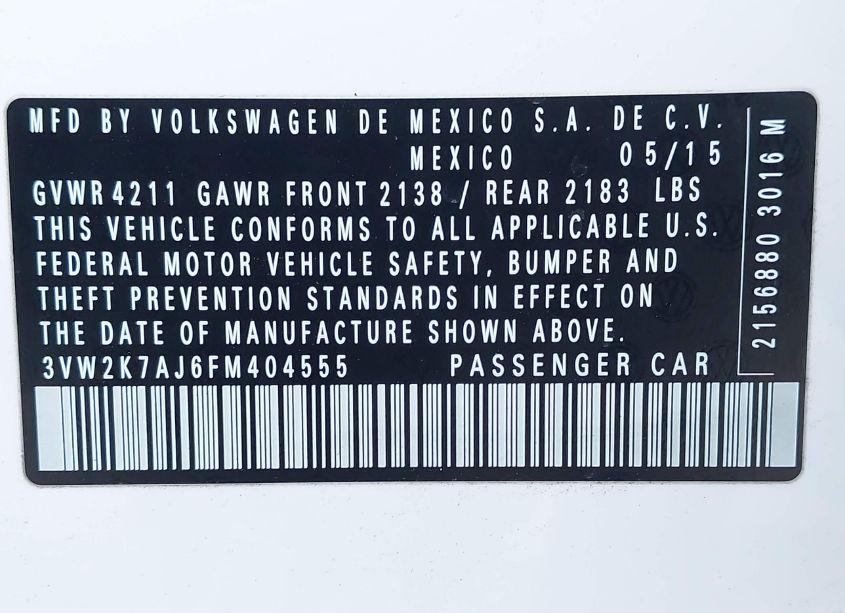 MFD BY VOLKSWAGEN DE MEXICO S.A. DE C.V.
MEXICO 05/15
GVWR 4211 GAWR FRONT 2138 / REAR 2183 LBS
THIS VEHICLE CONFORMS TO ALL APPLICABLE U.S.
FEDERAL MOTOR VEHICLE SAFETY, BUMPER AND
THEFT PREVENTION STANDARDS IN EFFECT ON
THE DATE OF MANUFACTURE SHOWN ABOVE.
3VW2K7AJ6FM404555 PASSENGER CAR
2156880 3016 M